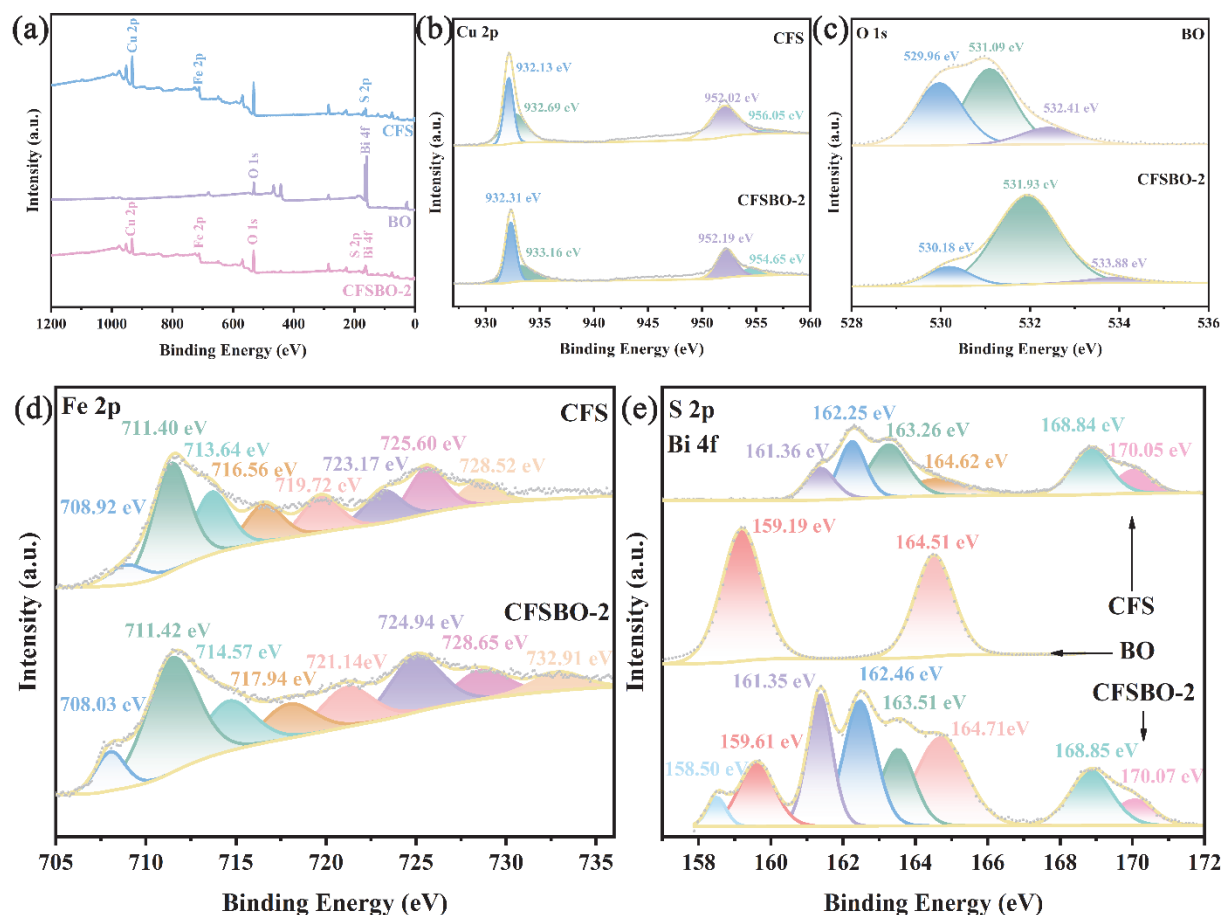 (a)
Cu 2p
Fe 2p
S 2p
CFS
O 1s
Bi 4f
BO
Cu 2p
Fe 2p
O 1s
S 2p
Bi 4f
CFSBO-2
Intensity (a.u.)
1200 1000 800 600 400 200 0
Binding Energy (eV)
(b)
Cu 2p
CFS
932.13 eV
932.69 eV
952.02 eV
956.05 eV
CFSBO-2
932.31 eV
933.16 eV
952.19 eV
954.65 eV
Intensity (a.u.)
930 935 940 945 950 955 960
Binding Energy (eV)
(c)
O 1s
BO
529.96 eV
531.09 eV
532.41 eV
531.93 eV
CFSBO-2
530.18 eV
533.88 eV
Intensity (a.u.)
528 530 532 534 536
Binding Energy (eV)
(d)
Fe 2p
CFS
711.40 eV
713.64 eV
716.56 eV
719.72 eV
723.17 eV
725.60 eV
728.52 eV
708.92 eV
CFSBO-2
711.42 eV
714.57 eV
717.94 eV
721.14eV
724.94 eV
728.65 eV
732.91 eV
708.03 eV
Intensity (a.u.)
705 710 715 720 725 730 735
Binding Energy (eV)
(e)
S 2p
Bi 4f
162.25 eV
161.36 eV
163.26 eV
164.62 eV
168.84 eV
170.05 eV
CFS
159.19 eV
164.51 eV
BO
CFSBO-2
161.35 eV
162.46 eV
163.51 eV
164.71eV
159.61 eV
158.50 eV
168.85 eV
170.07 eV
Intensity (a.u.)
158 160 162 164 166 168 170 172
Binding Energy (eV)